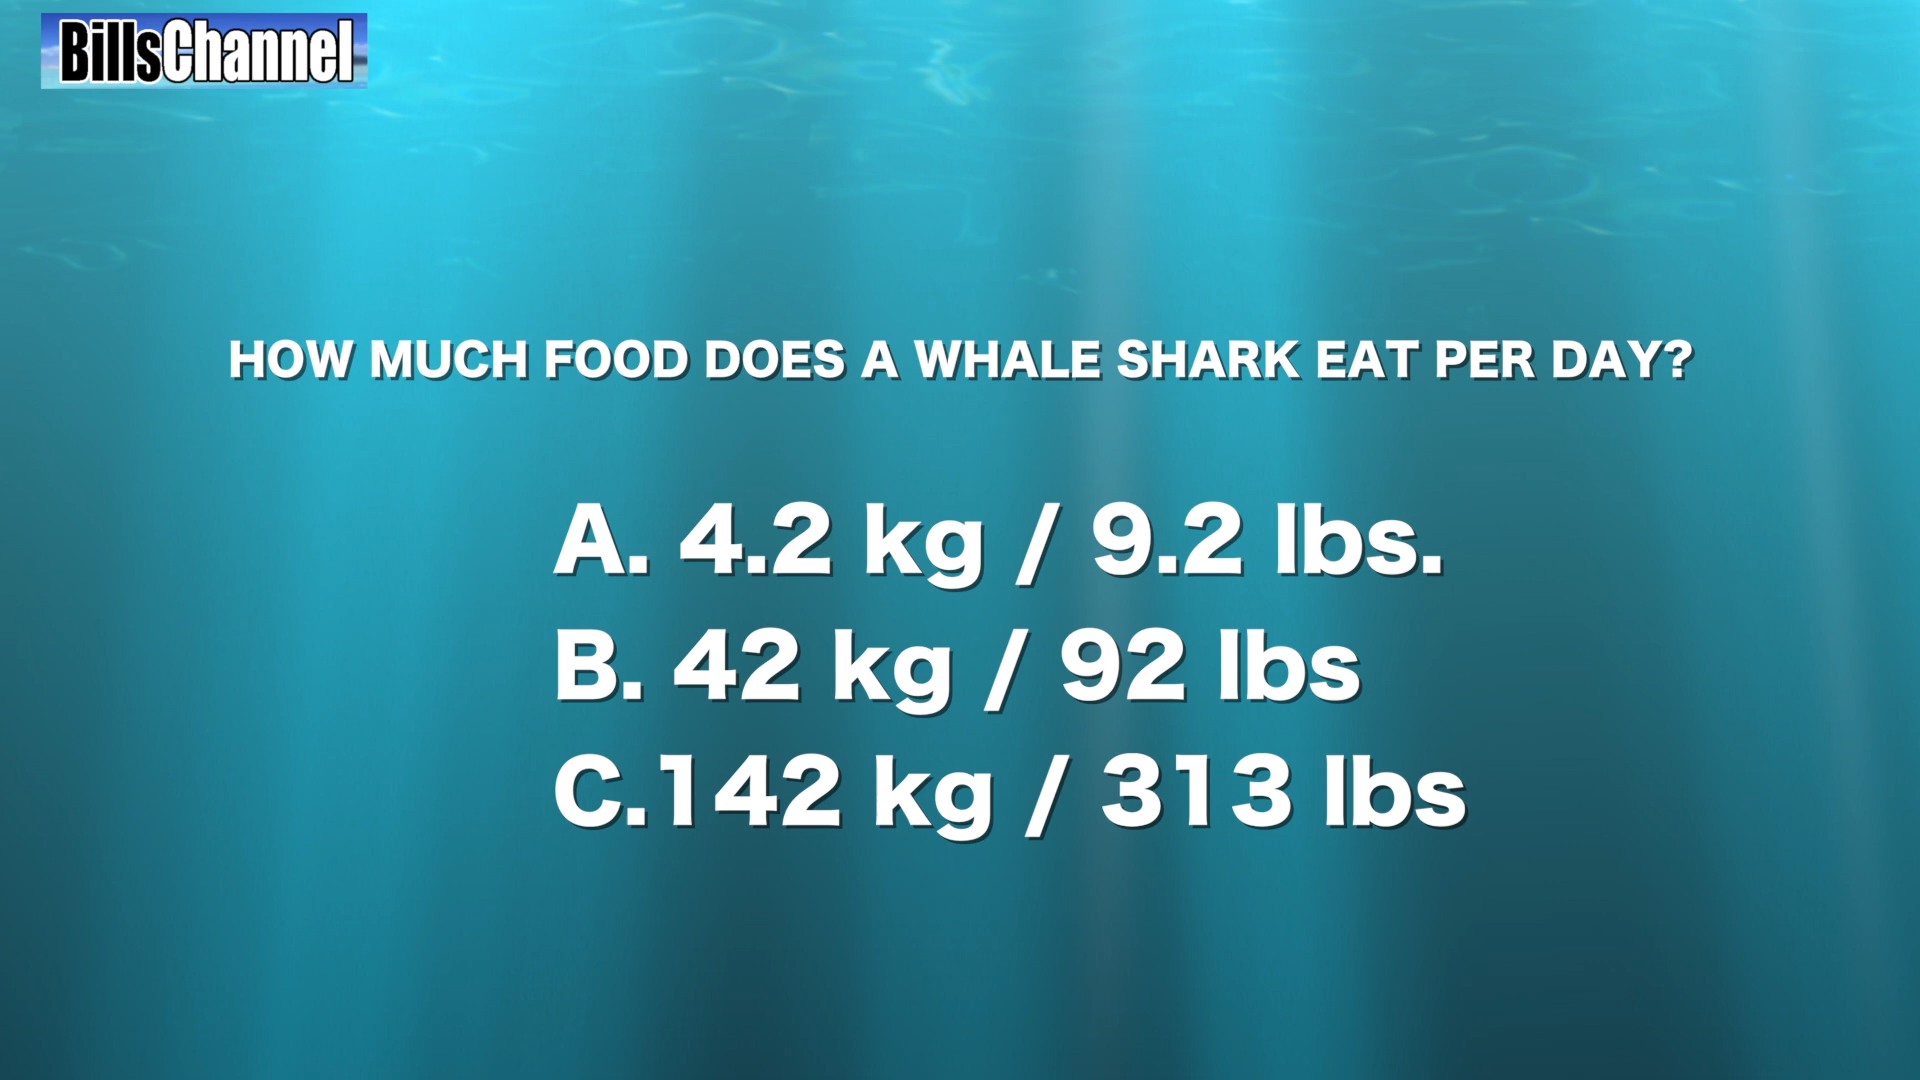 BillsChannel
HOW MUCH FOOD DOES A WHALE SHARK EAT PER DAY?
A. 4.2 kg / 9.2 lbs.
B. 42 kg / 92 lbs
C.142 kg / 313 lbs